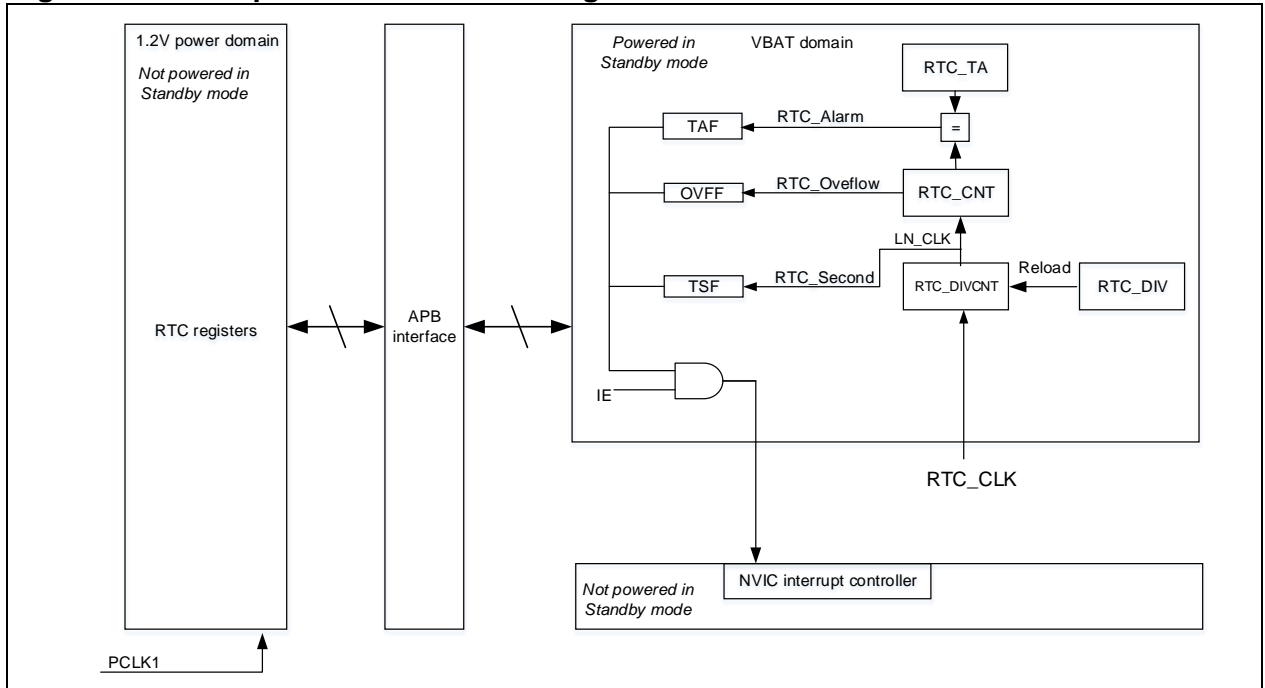 1.2V power domain
Not powered in
Standby mode
RTC registers
PCLK1
APB
interface
Powered in
Standby mode
VBAT domain
RTC_TA
TAF
RTC_Alarm
=
OVFF
RTC_Oveflow
RTC_CNT
LN_CLK
TSF
RTC_Second
RTC_DIVCNT
Reload
RTC_DIV
IE
RTC_CLK
Not powered in
Standby mode
NVIC interrupt controller